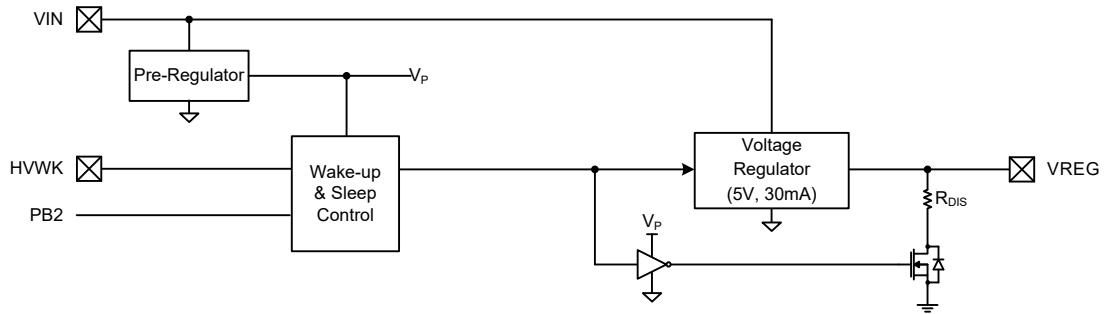 VIN
Pre-Regulator
VP
HVWK
Wake-up
& Sleep
Control
PB2
Voltage
Regulator
(5V, 30mA)
VREG
RDIS
VP